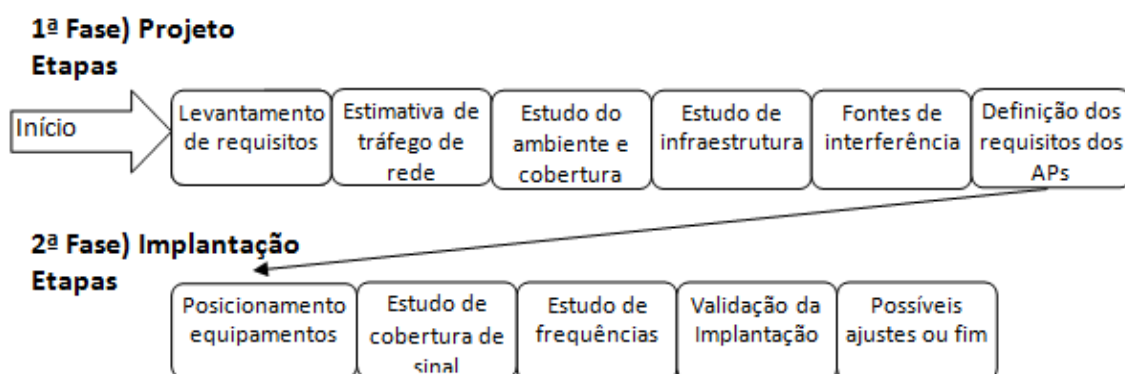 1ª Fase) Projeto
Etapas
Início
Levantamento
de requisitos
Estimativa de
tráfego de
rede
Estudo do
ambiente e
cobertura
Estudo de
infraestrutura
Fontes de
interferência
Definição dos
requisitos dos
APs
2ª Fase) Implantação
Etapas
Posicionamento
equipamentos
Estudo de
cobertura de
sinal
Estudo de
frequências
Validação da
Implantação
Possíveis
ajustes ou fim